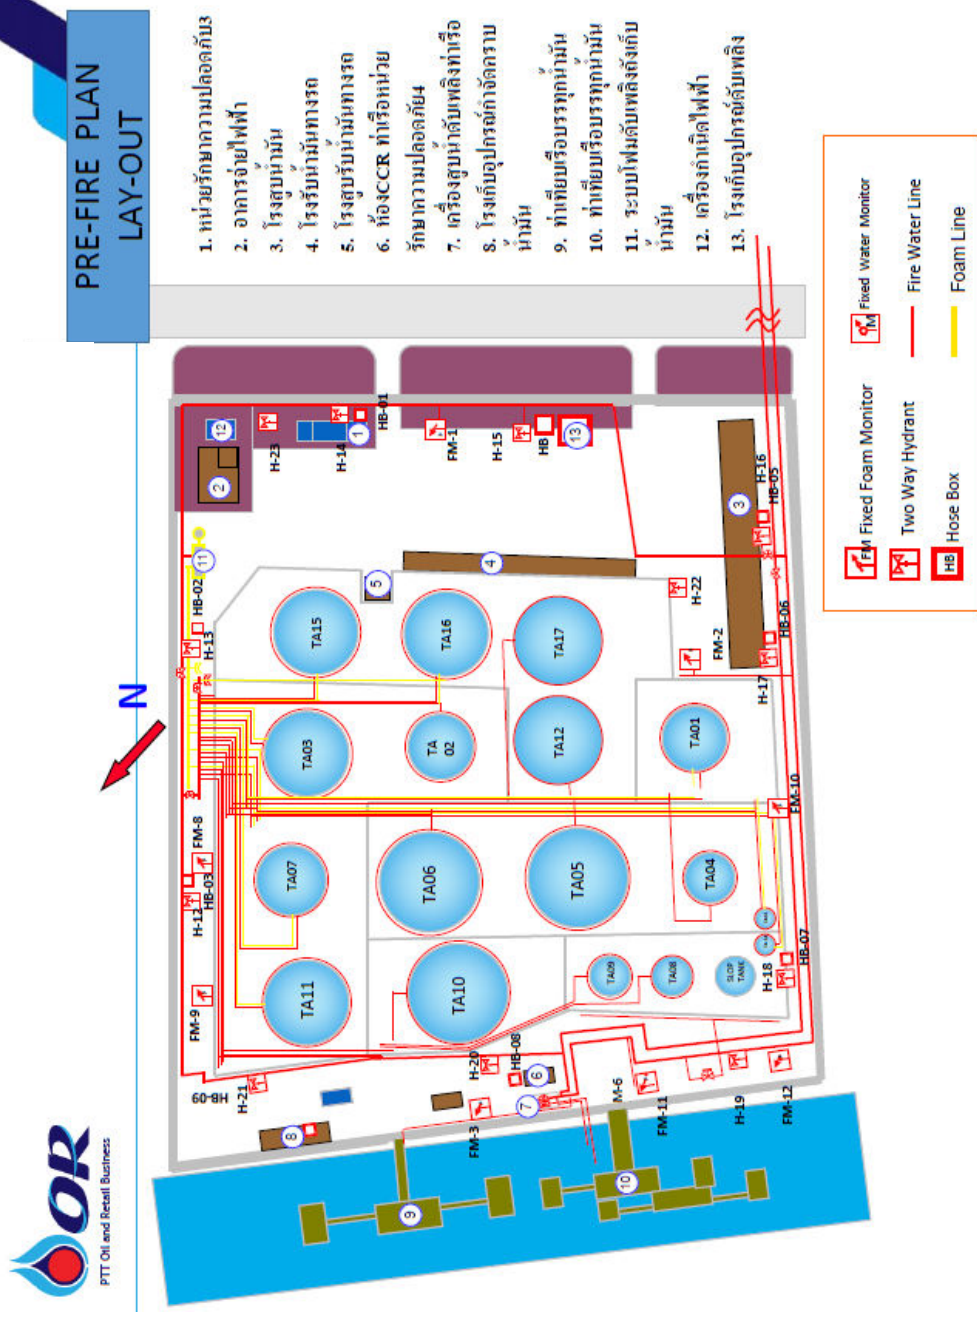 PRE-FIRE PLAN
LAY-OUT
OR
PTT Oil and Retail Business
N
1. หน่วยรักษาความปลอดภับ3
2. อาคารจ่ายไฟฟ้า
3. โรงสูบน้ำมัน
4. โรงรับน้ำมันทางรถ
5. โรงสูบรับน้ำมันทางรถ
6. ห้องCCR ท่าเรือหน่วย
รักษาความปลอดภัย4
7. เครื่องสูบน้ำดับเพลิงท่าเรือ
8. โรงเก็บอุปกรณ์กำจัดคราบ
น้ำมัน
9. ท่าเทียบเรือบรรทุกน้ำมัน
10. ท่าเทียบเรือบรรทุกน้ำมัน
11. ระบบโฟมดับเพลิงถังเก็บ
น้ำมัน
12. เครื่องกำเนิดไฟฟ้า
13. โรงเก็บอุปกรณ์ดับเพลิง
FM Fixed Foam Monitor
M Fixed Water Monitor
Two Way Hydrant
Fire Water Line
HB Hose Box
Foam Line
HB-09
H-21
FM-9
H-12
HB-03
FM-8
H-13
HB-02
11
2
12
H-23
H-14
1
HB-01
8
TA11
TA07
TA03
TA15
5
9
FM-3
H-20
HB-08
7
6
TA10
TA06
TA 02
TA16
4
FM-1
H-15
HB
13
10
M-6
FM-11
TA09
TA08
TA05
TA12
TA17
H-19
FM-12
SLOP
TANK
TA04
TA01
FM-2
H-22
3
H-18
HB-07
FM-10
H-17
HB-06
H-16
HB-05